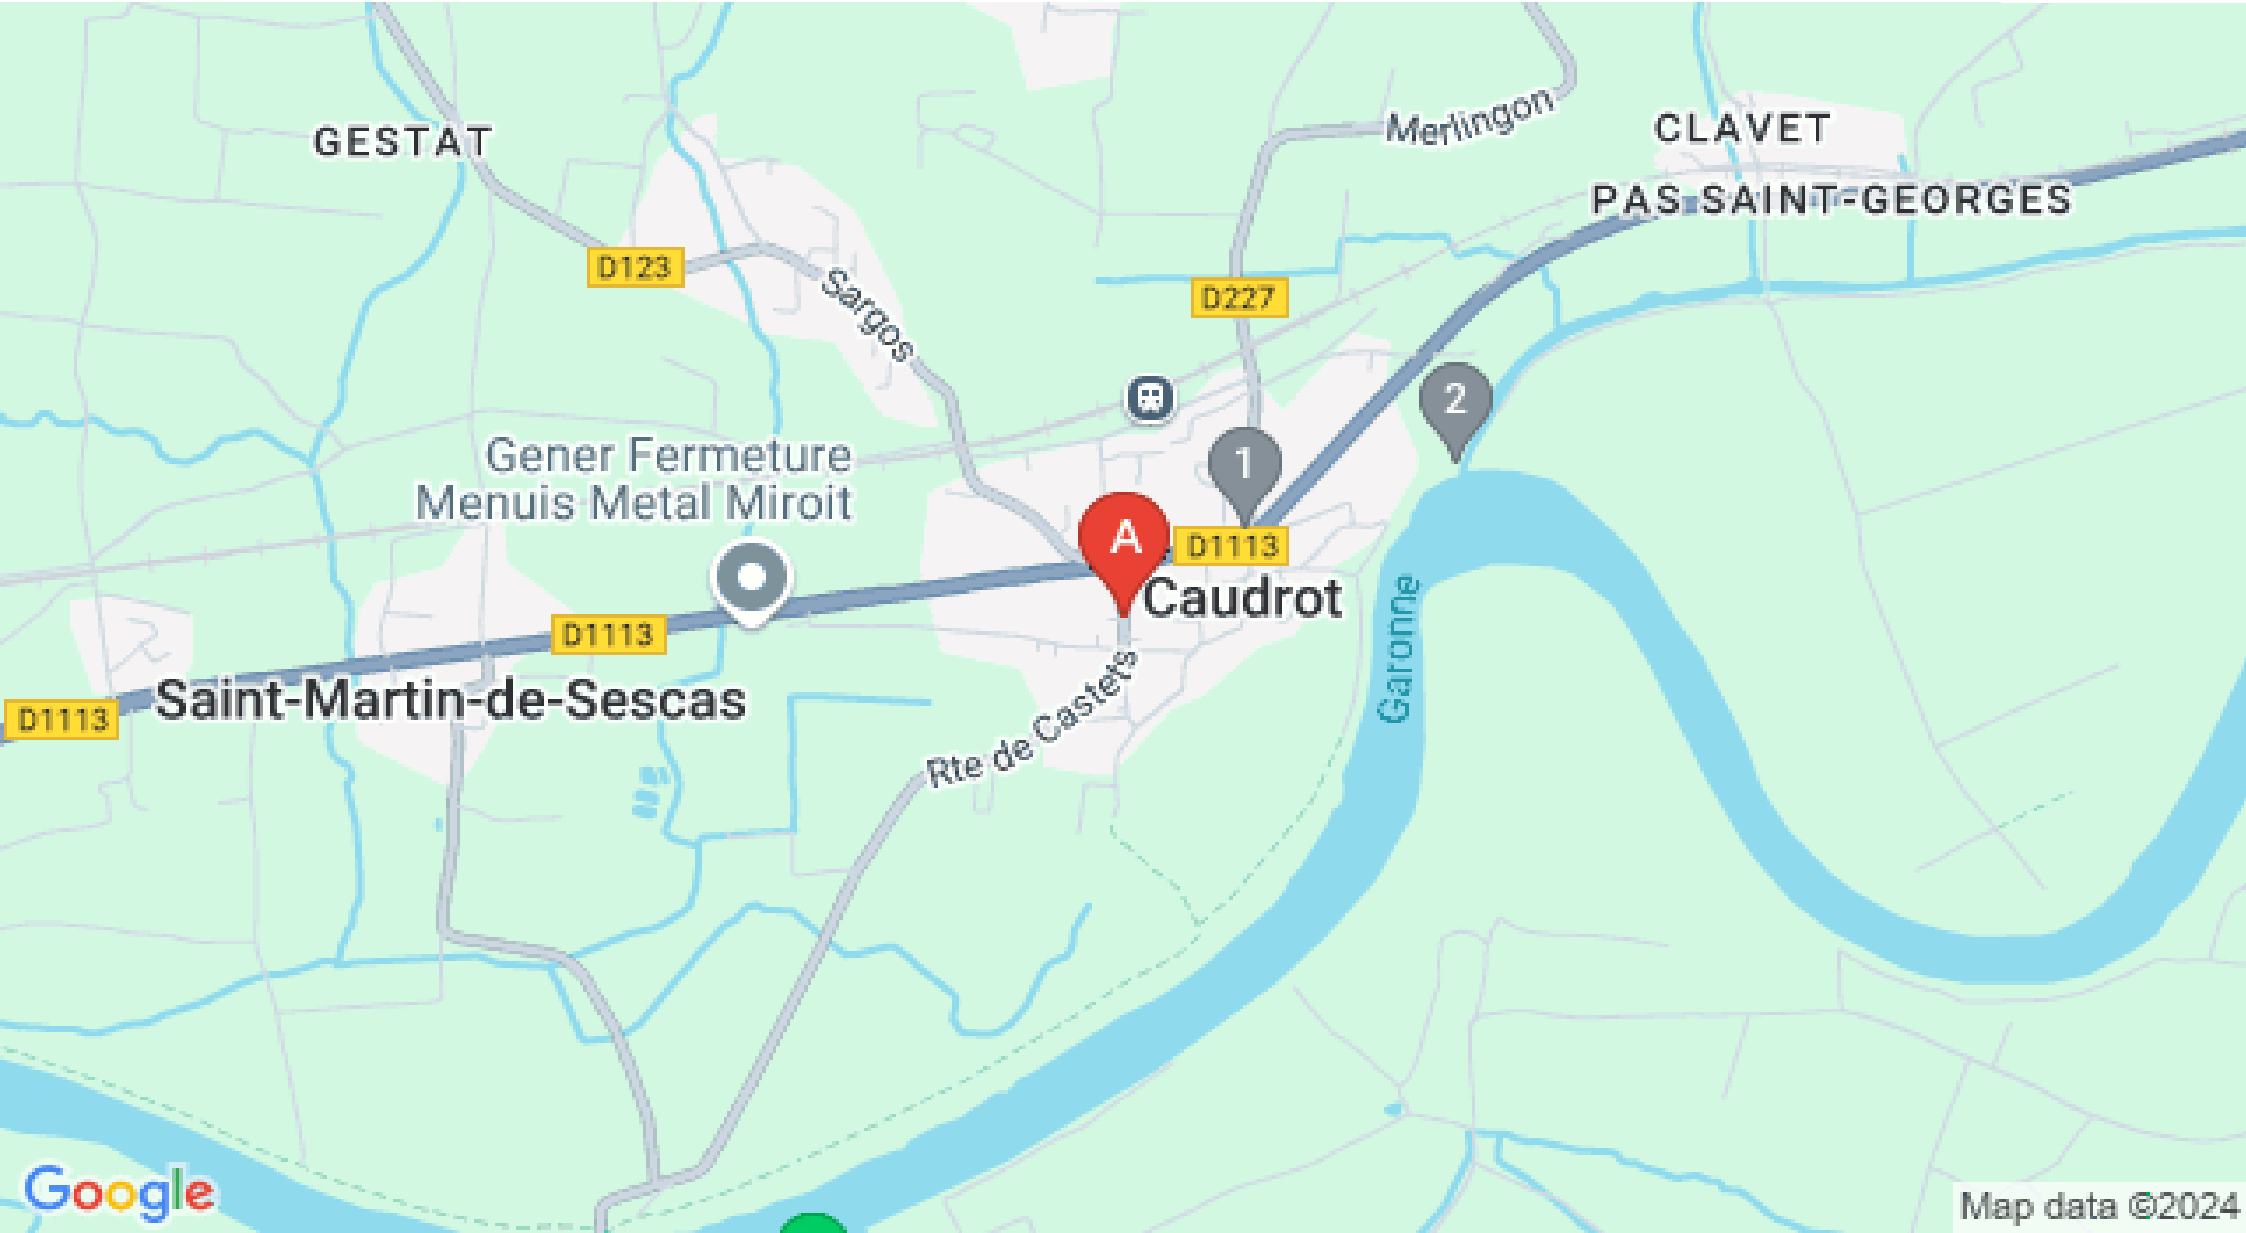 Merlingon
GESTAT
CLAVET
PAS SAINT-GEORGES
D123
Sargos
D227
2
Gener Fermeture
Menuis Metal Miroit
1
A
D1113
Caudrot
D1113
Garonne
Saint-Martin-de-Sescas
D1113
Rte de Castets
Google
Map data ©2024